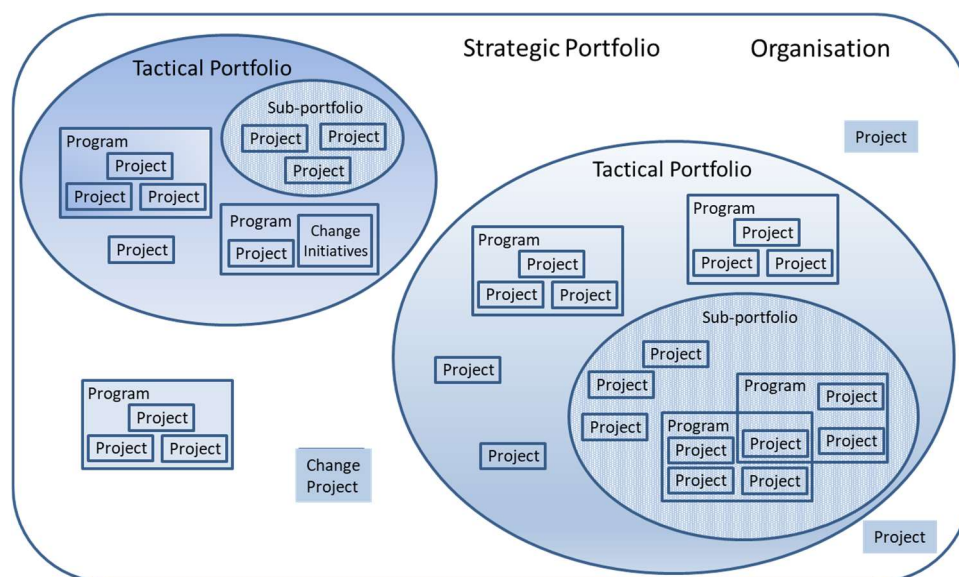 Strategic Portfolio
Organisation
Tactical Portfolio
Sub-portfolio
Project
Project
Project
Program
Project
Project
Project
Project
Program
Project
Change
Initiatives
Project
Tactical Portfolio
Program
Project
Project
Project
Program
Project
Project
Project
Sub-portfolio
Project
Project
Project
Project
Project
Program
Project
Project
Program
Project
Project
Project
Project
Program
Project
Project
Project
Change
Project
Project